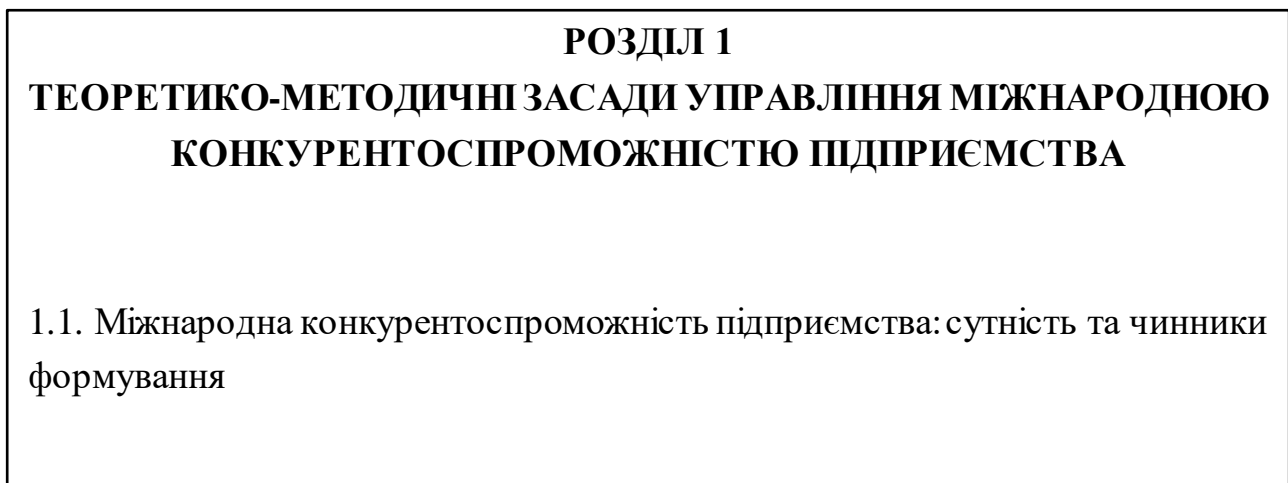 РОЗДІЛ 1
ТЕОРЕТИКО-МЕТОДИЧНІ ЗАСАДИ УПРАВЛІННЯ МІЖНАРОДНОЮ
КОНКУРЕНТОСПРОМОЖНІСТЮ ПІДПРИЄМСТВА
1.1. Міжнародна конкурентоспроможність підприємства: сутність та чинники
формування